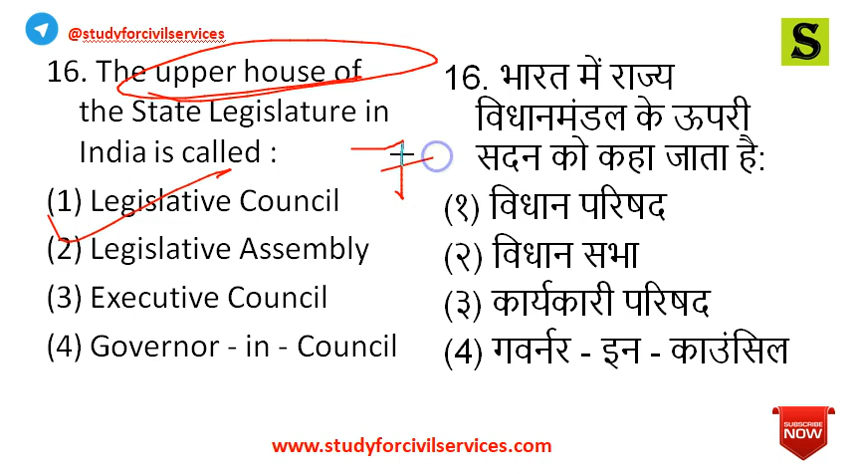 @studyforcivilservices
S
16. The upper house of
the State Legislature in
India is called :
(1) Legislative Council
(2) Legislative Assembly
(3) Executive Council
(4) Governor - in - Council
16. भारत में राज्य
विधानमंडल के ऊपरी
सदन को कहा जाता है:
(१) विधान परिषद
(२) विधान सभा
(३) कार्यकारी परिषद
(4) गवर्नर - इन - काउंसिल
SUBSCRIBE
NOW
www.studyforcivilservices.com